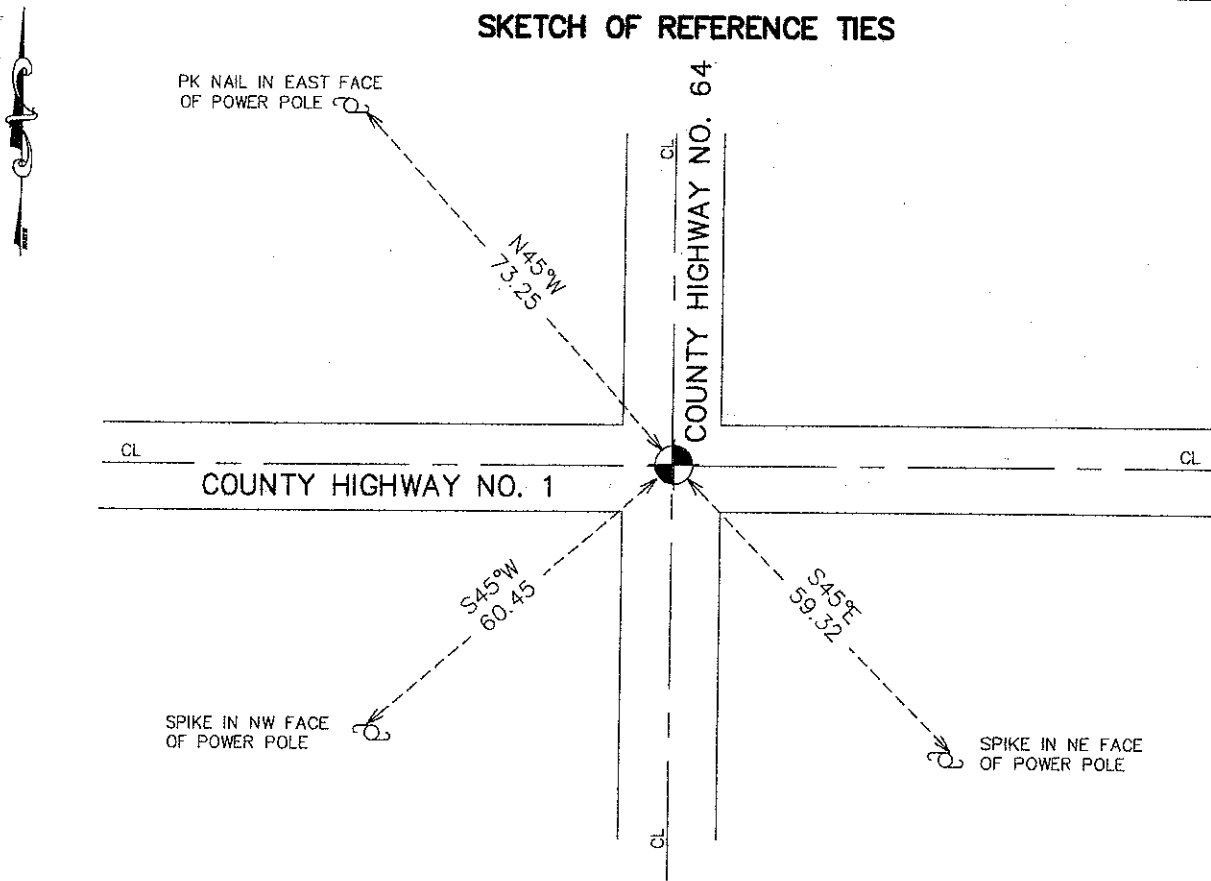 SKETCH OF REFERENCE TIES
PK NAIL IN EAST FACE
OF POWER POLE
COUNTY HIGHWAY NO. 64
CL
N45°W
73.25
CL
COUNTY HIGHWAY NO. 1
CL
S45°W
60.45
S45°E
59.32
SPIKE IN NW FACE
OF POWER POLE
SPIKE IN NE FACE
OF POWER POLE
CL